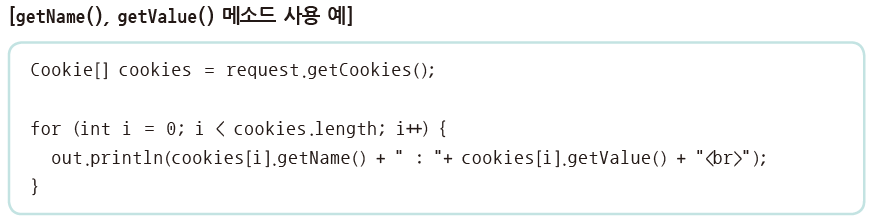 [getName(), getValue() 메소드 사용 예]
Cookie[] cookies = request.getCookies();
for (int i = 0; i < cookies.length; i++) {
out.println(cookies[i].getName() + " : "+ cookies[i].getValue() + "<br>");
}